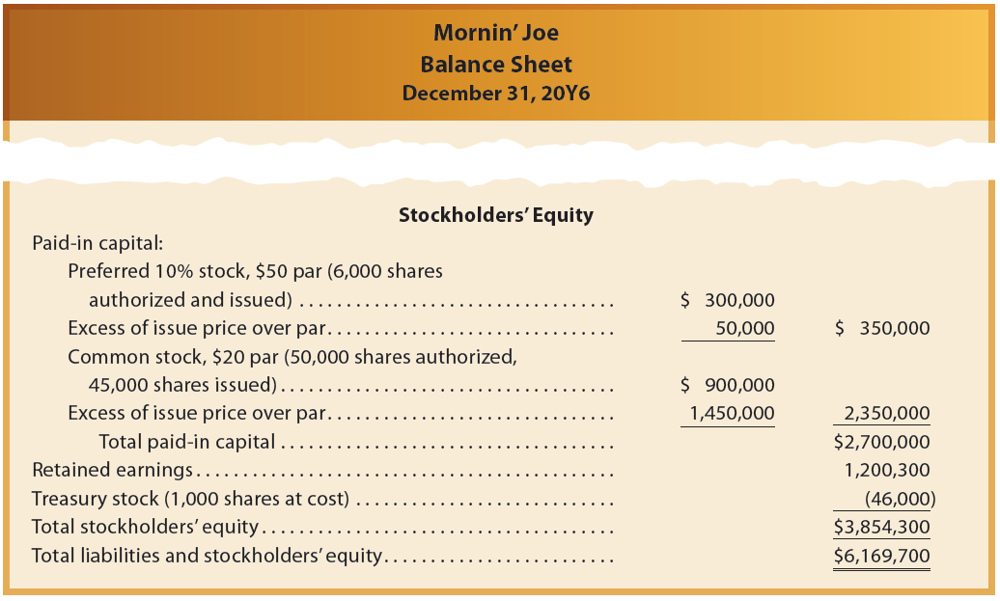 Mornin’ Joe
Balance Sheet
December 31, 20Y6
Stockholders’ Equity
Paid-in capital:
Preferred 10% stock, $50 par (6,000 shares
authorized and issued) .................................. $ 300,000
Excess of issue price over par.............................. 50,000 $ 350,000
Common stock, $20 par (50,000 shares authorized,
45,000 shares issued).................................... $ 900,000
Excess of issue price over par.............................. 1,450,000 2,350,000
Total paid-in capital .................................... $2,700,000
Retained earnings............................................. 1,200,300
Treasury stock (1,000 shares at cost) ............................ (46,000)
Total stockholders’ equity...................................... $3,854,300
Total liabilities and stockholders’ equity......................... $6,169,700